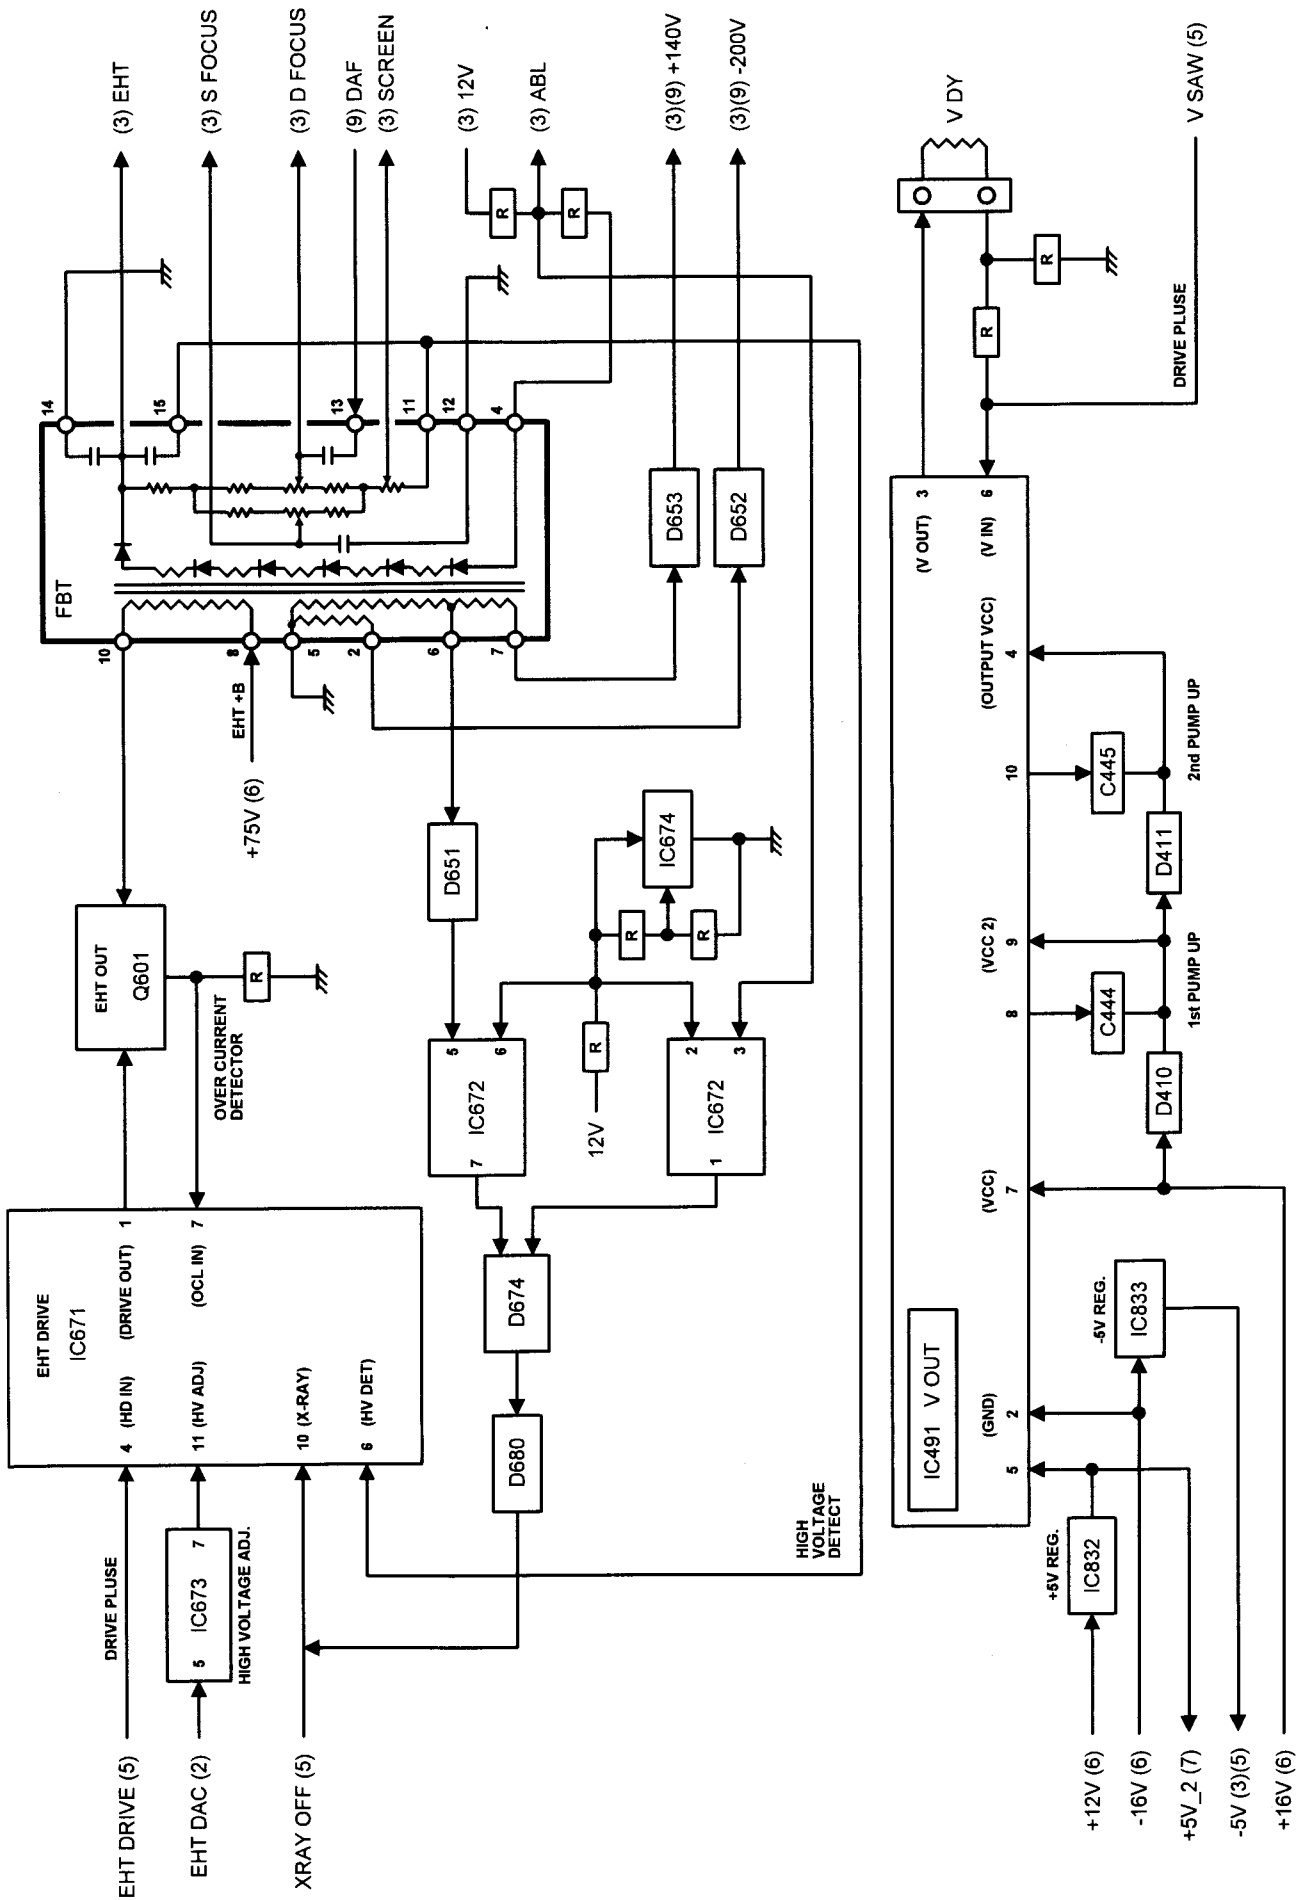 EHT DRIVE (5)
DRIVE PLUSE
EHT DAC (2)
5 IC673 7
HIGH VOLTAGE ADJ.
XRAY OFF (5)
EHT DRIVE
IC671
4 (HD IN)
(DRIVE OUT) 1
11 (HV ADJ)
(OCL IN) 7
10 (X-RAY)
6 (HV DET)
EHT OUT
Q601
OVER CURRENT
DETECTOR
R
+75V (6)
EHT +B
FBT
10
8
5
2
6
7
14
15
13
11
12
4
(3) EHT
(3) S FOCUS
(3) D FOCUS
(9) DAF
(3) SCREEN
(3) 12V
R
(3) ABL
R
(3)(9) +140V
(3)(9) -200V
D653
D652
D651
5
6
IC672
7
12V
R
R
R
IC674
2
3
IC672
1
D674
D680
HIGH
VOLTAGE
DETECT
IC491 V OUT
(V OUT) 3
(V IN) 6
(OUTPUT VCC) 4
10
(VCC 2) 9
8
(VCC) 7
(GND) 2
5
V DY
R
R
DRIVE PLUSE
V SAW (5)
C445
2nd PUMP UP
D411
C444
1st PUMP UP
D410
-5V REG.
IC833
+5V REG.
IC832
+12V (6)
-16V (6)
+5V_2 (7)
-5V (3)(5)
+16V (6)